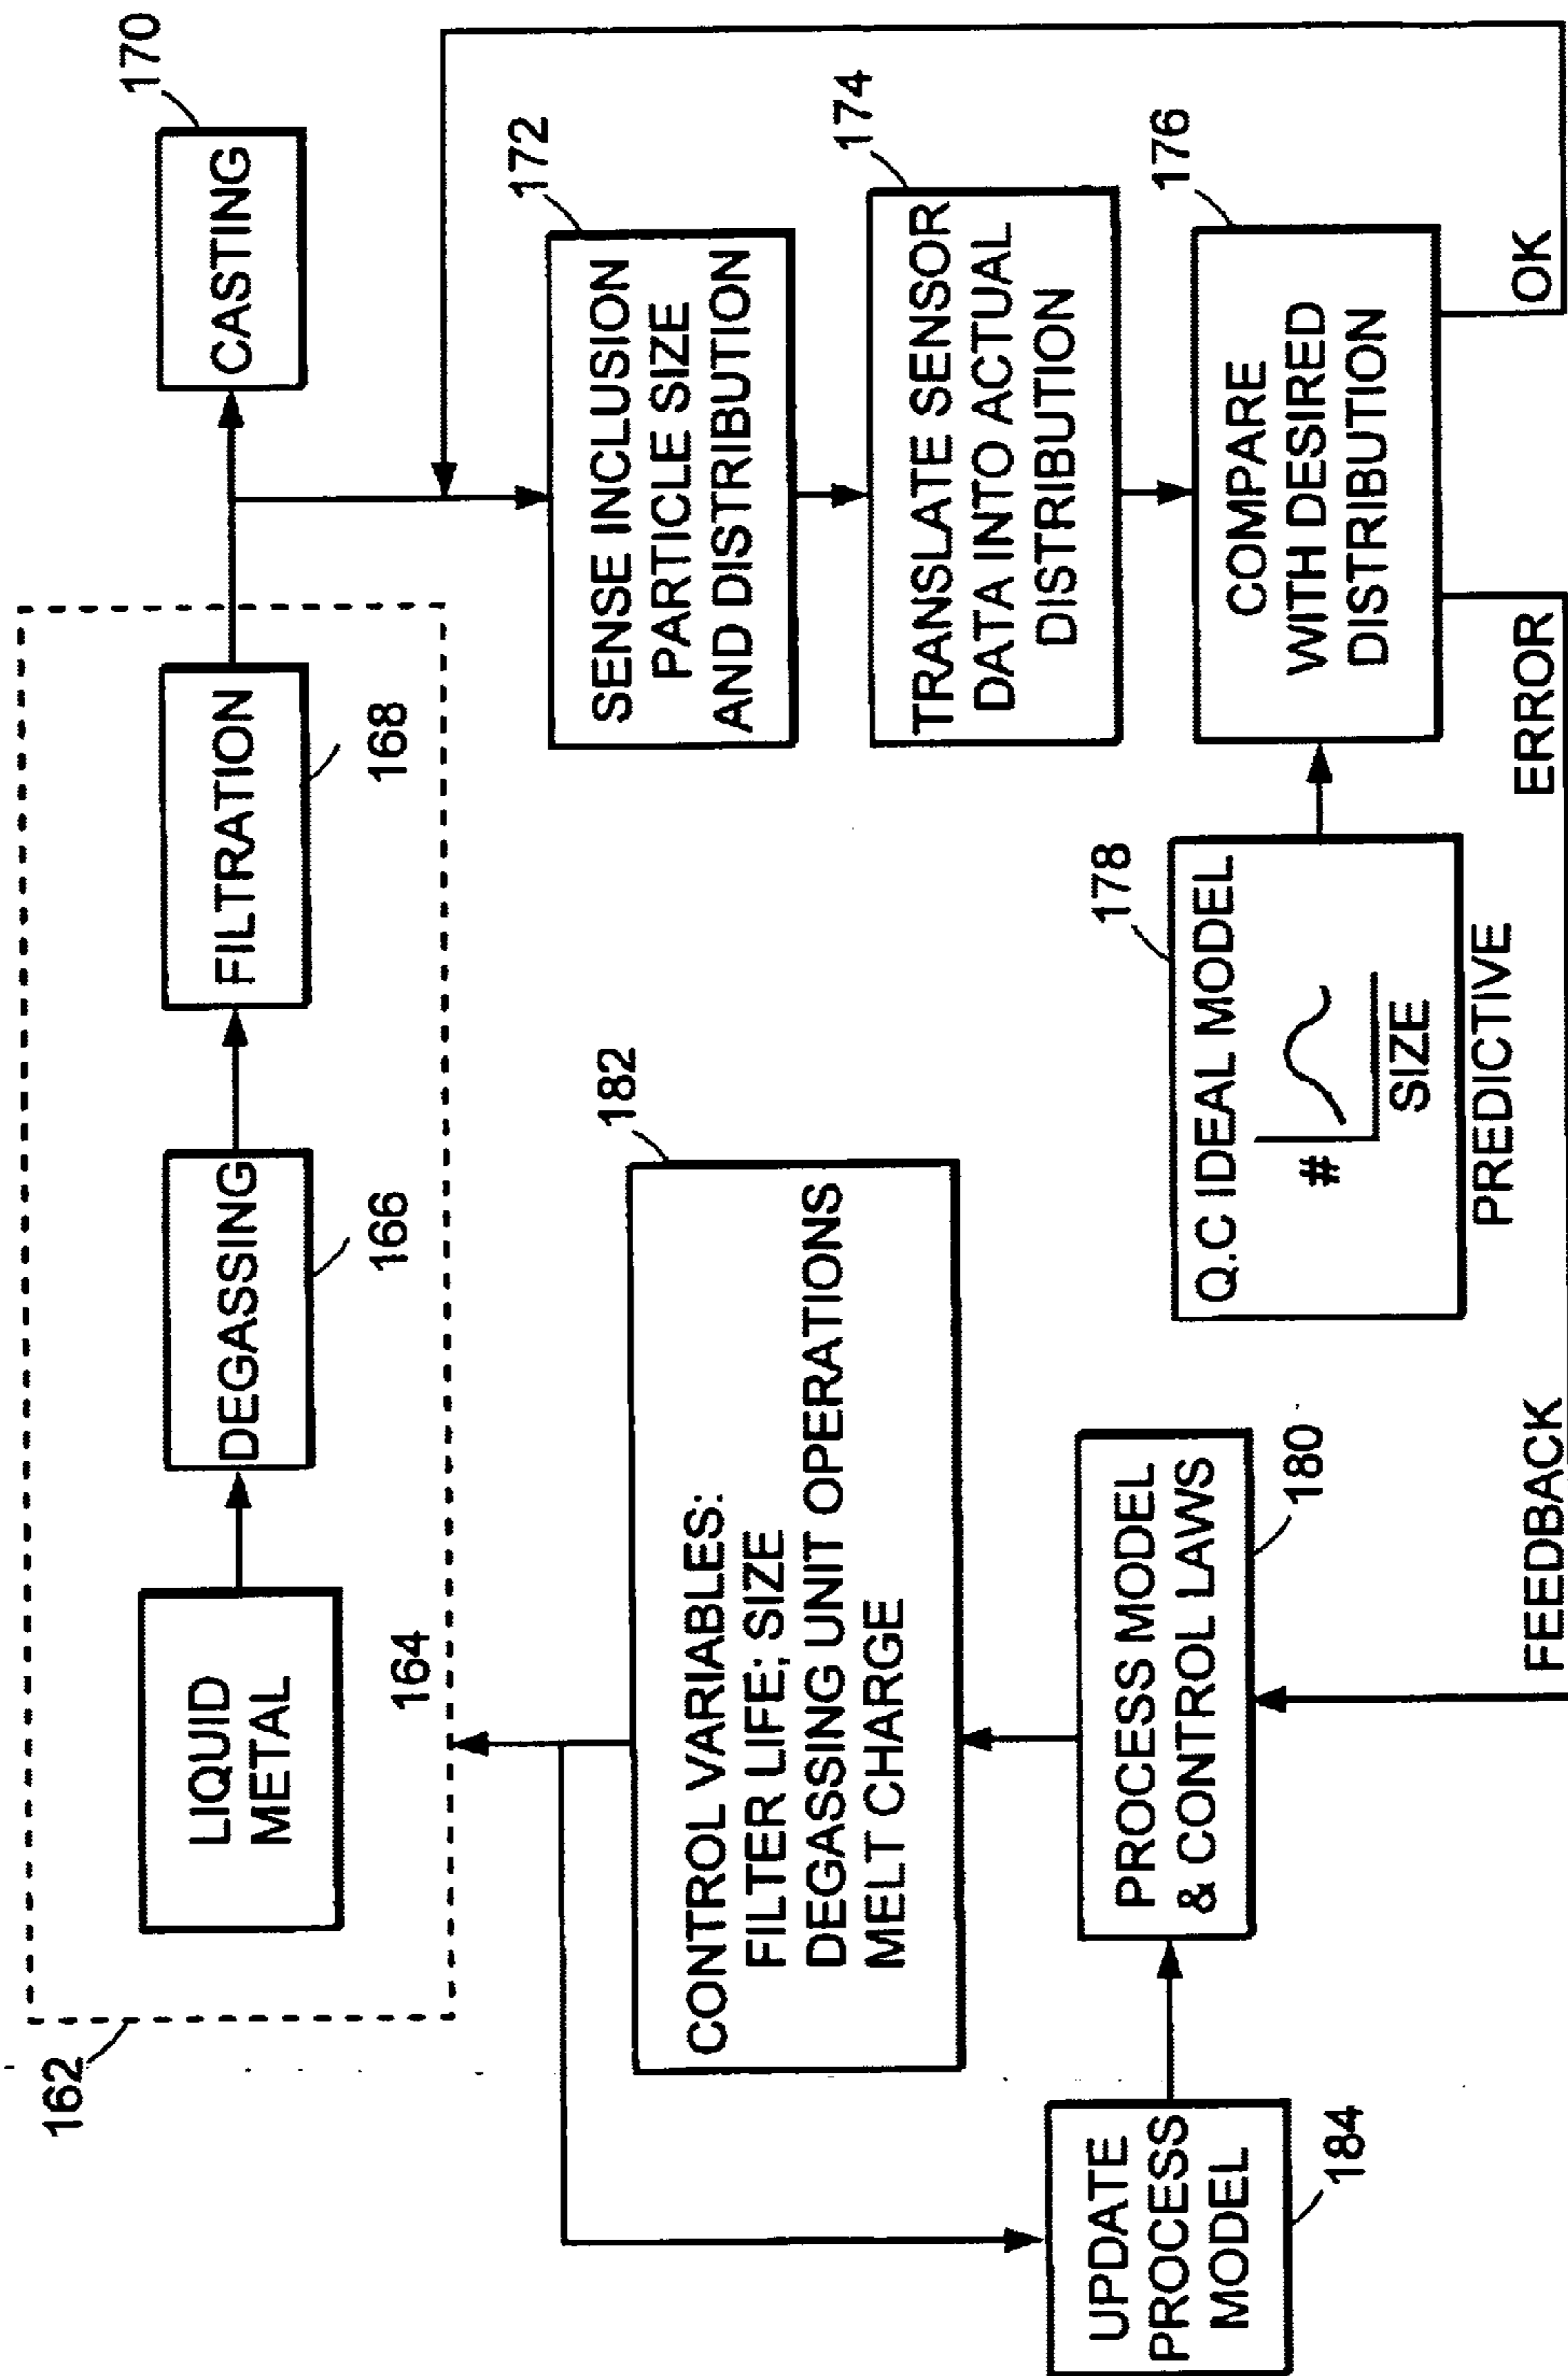 162
LIQUID
METAL
164
DEGASSING
166
FILTRATION
168
CASTING
170
SENSE INCLUSION
PARTICLE SIZE
AND DISTRIBUTION
172
TRANSLATE SENSOR
DATA INTO ACTUAL
DISTRIBUTION
174
COMPARE
WITH DESIRED
DISTRIBUTION
176
OK
ERROR
Q.C IDEAL MODEL
#
SIZE
178
PREDICTIVE
FEEDBACK
PROCESS MODEL
& CONTROL LAWS
180
CONTROL VARIABLES:
FILTER LIFE; SIZE
DEGASSING UNIT OPERATIONS
MELT CHARGE
182
UPDATE
PROCESS
MODEL
184